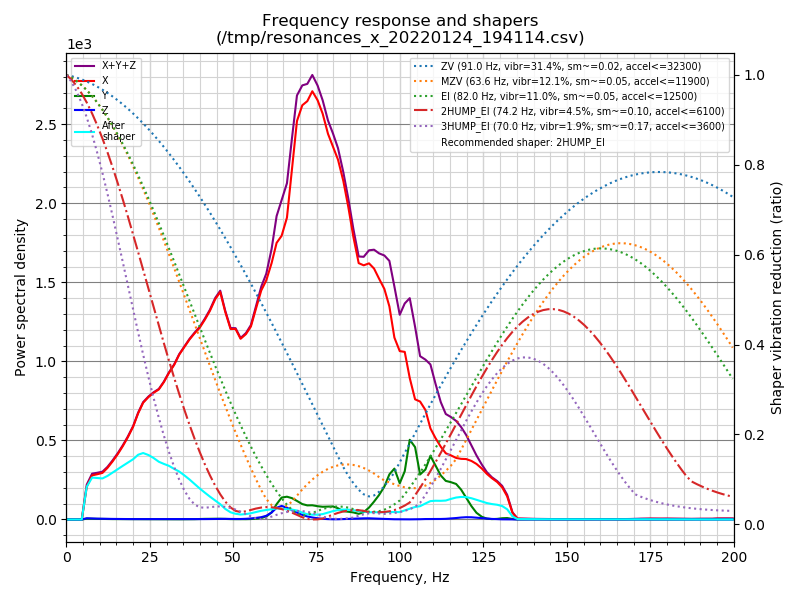 Frequency response and shapers
(/tmp/resonances_x_20220124_194114.csv)
1e3
X+Y+Z
X
Y
Z
After
shaper
ZV (91.0 Hz, vibr=31.4%, sm~=0.02, accel<=32300)
MZV (63.6 Hz, vibr=12.1%, sm~=0.05, accel<=11900)
EI (82.0 Hz, vibr=11.0%, sm~=0.05, accel<=12500)
2HUMP_EI (74.2 Hz, vibr=4.5%, sm~=0.10, accel<=6100)
3HUMP_EI (70.0 Hz, vibr=1.9%, sm~=0.17, accel<=3600)
Recommended shaper: 2HUMP_EI
Power spectral density
2.5
2.0
1.5
1.0
0.5
0.0
1.0
0.8
0.6
0.4
0.2
0.0
Shaper vibration reduction (ratio)
0 25 50 75 100 125 150 175 200
Frequency, Hz